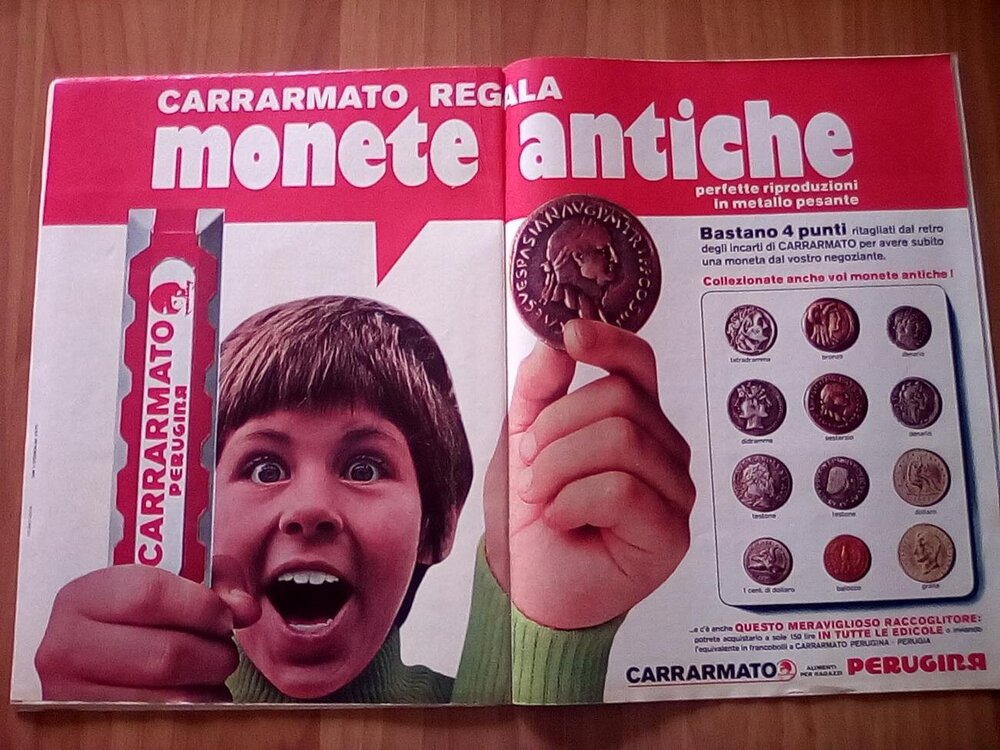 CARRARMATO REGALA
monete antiche
perfette riproduzioni
in metallo pesante
Bastano 4 punti ritagliati dal retro
degli incarti di CARRARMATO per avere subito
una moneta dal vostro negoziante.
Collezionate anche voi monete antiche!
CARRARMATO
PERUGINA
tetradramma
bronzo
denario
didramma
sesterzio
denario
testone
testone
dollaro
1 cent. di dollaro
baiocco
grana
...e c'è anche QUESTO MERAVIGLIOSO RACCOGLITORE:
potrete acquistarlo a sole 150 lire IN TUTTE LE EDICOLE o inviando
l'equivalente in francobolli a CARRARMATO PERUGINA - PERUGIA
CARRARMATO ALIMENTI
PER RAGAZZI PERUGINA